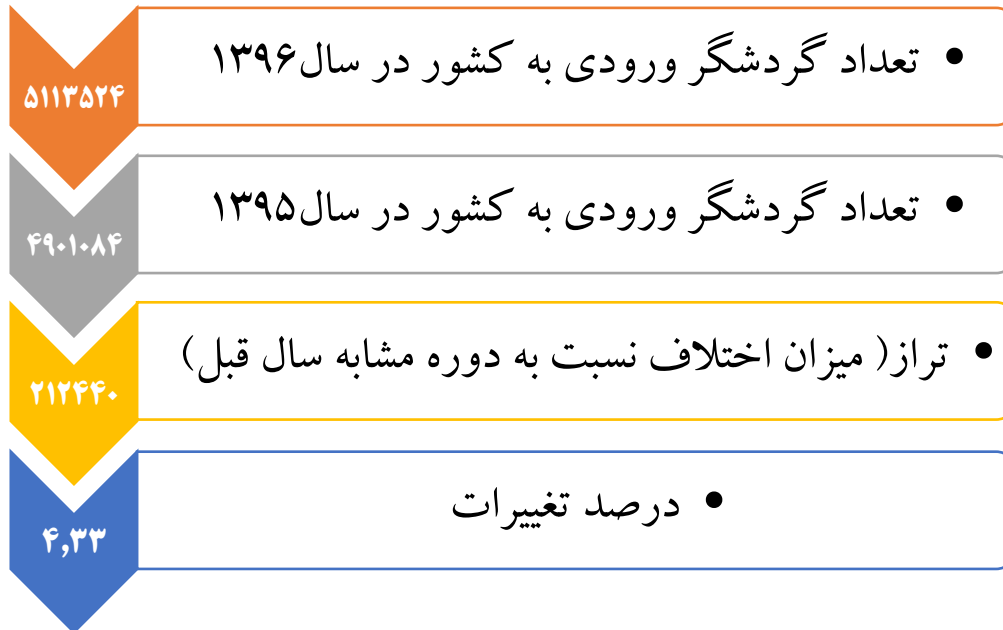 • تعداد گردشگر ورودی به کشور در سال۱۳۹۶
۵۱۱۳۵۲۴
• تعداد گردشگر ورودی به کشور در سال۱۳۹۵
۴۹۰۱۰۸۴
• تراز( میزان اختلاف نسبت به دوره مشابه سال قبل)
۲۱۲۴۴۰
• درصد تغییرات
۴,۳۳